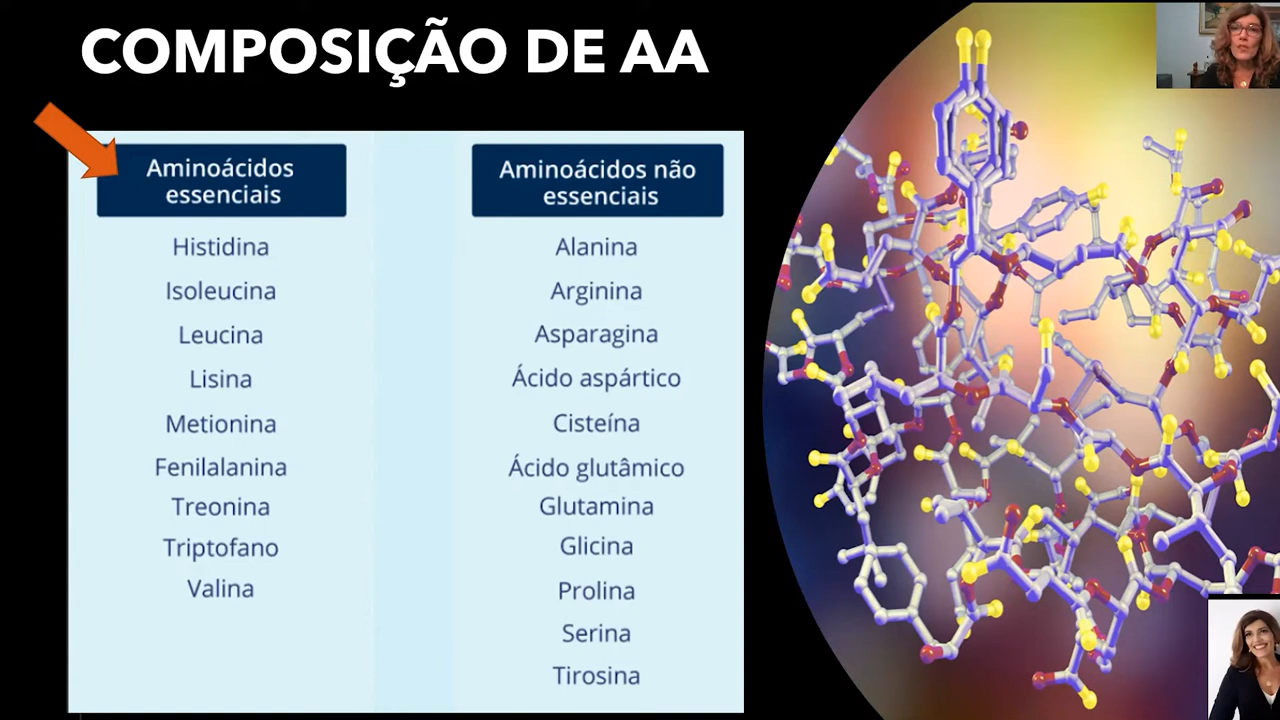 COMPOSIÇÃO DE AA
Aminoácidos
essenciais
Histidina
Isoleucina
Leucina
Lisina
Metionina
Fenilalanina
Treonina
Triptofano
Valina
Aminoácidos não
essenciais
Alanina
Arginina
Asparagina
Ácido aspártico
Cisteína
Ácido glutâmico
Glutamina
Glicina
Prolina
Serina
Tirosina